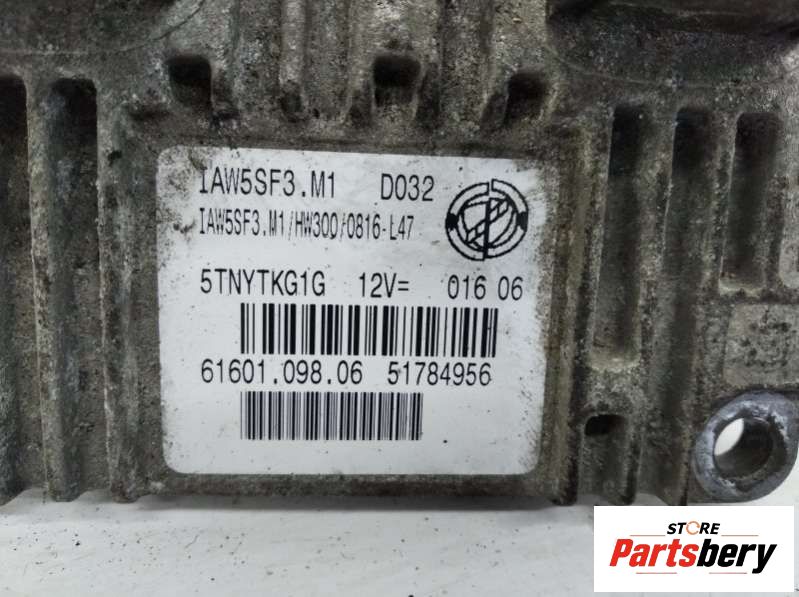 IAW5SF3.M1 D032
IAW5SF3.M1/HW300/0816-L47
5TNYTKG1G 12V= 016 06
61601.098.06 51784956
STORE
Partsbery